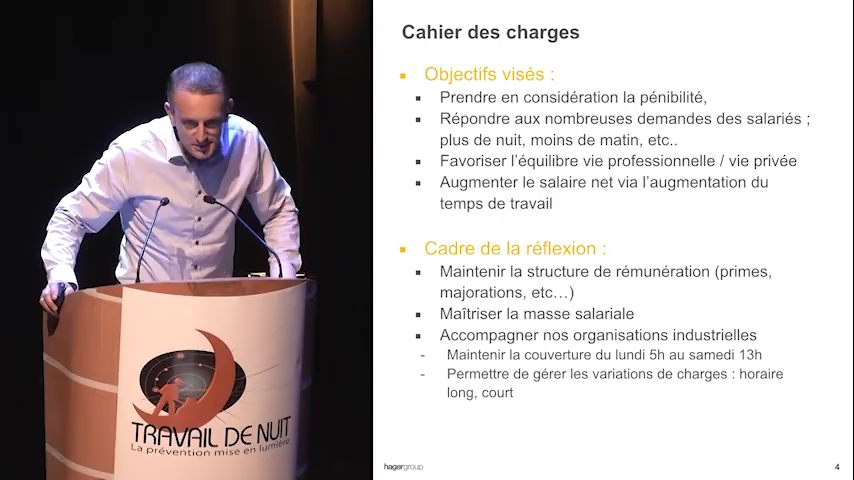 Cahier des charges
Objectifs visés :
Prendre en considération la pénibilité,
Répondre aux nombreuses demandes des salariés ;
plus de nuit, moins de matin, etc..
Favoriser l'équilibre vie professionnelle / vie privée
Augmenter le salaire net via l'augmentation du
temps de travail
Cadre de la réflexion :
Maintenir la structure de rémunération (primes,
majorations, etc…)
Maîtriser la masse salariale
Accompagner nos organisations industrielles
- Maintenir la couverture du lundi 5h au samedi 13h
- Permettre de gérer les variations de charges : horaire
long, court
hagergroup
4
TRAVAIL DE NUIT
La prévention mise en lumière